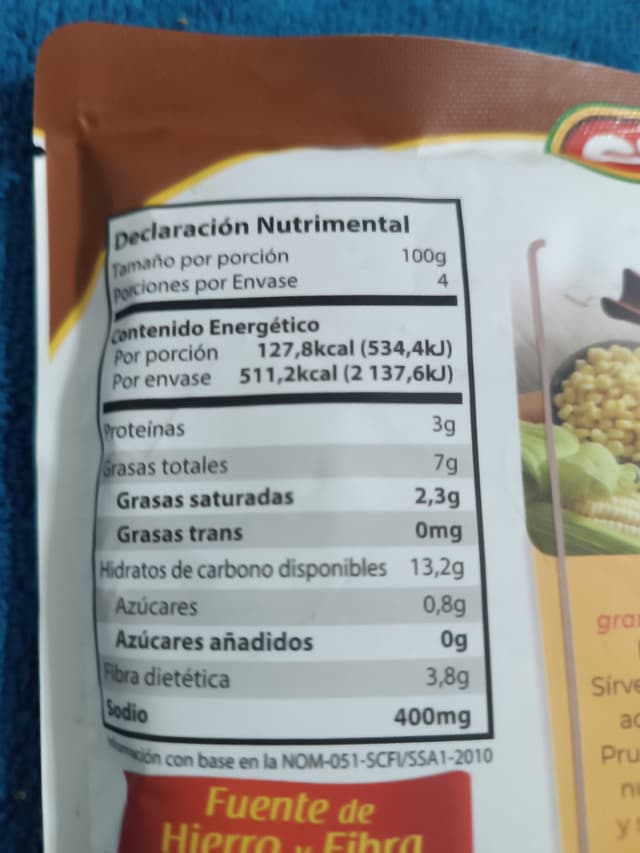 Declaración Nutrimental
Tamaño por porción 100g
Porciones por Envase 4
Contenido Energético
Por porción 127,8kcal (534,4kJ)
Por envase 511,2kcal (2 137,6kJ)
Proteínas 3g
Grasas totales 7g
Grasas saturadas 2,3g
Grasas trans 0mg
Hidratos de carbono disponibles 13,2g
Azúcares 0,8g
Azúcares añadidos 0g
Fibra dietética 3,8g
Sodio 400mg
Información con base en la NOM-051-SCFI/SSA1-2010
Fuente de
Hierro y Fibra